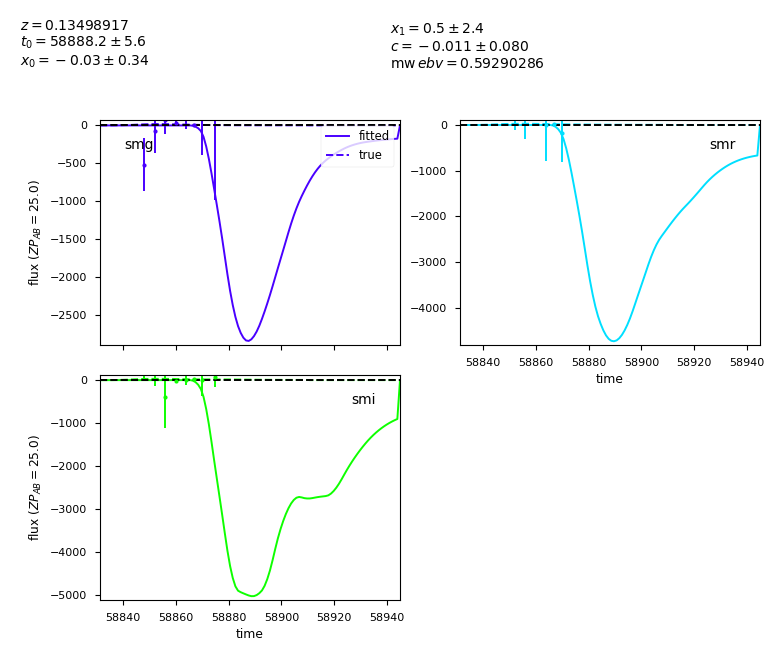 z = 0.13498917
t0 = 58888.2 ± 5.6
x0 = −0.03 ± 0.34
x1 = 0.5 ± 2.4
c = −0.011 ± 0.080
mw ebv = 0.59290286
0
−500
−1000
−1500
−2000
−2500
flux (ZP_AB = 25.0)
smg
fitted
true
0
−1000
−2000
−3000
−4000
smr
58840 58860 58880 58900 58920 58940
time
0
−1000
−2000
−3000
−4000
−5000
flux (ZP_AB = 25.0)
smi
58840 58860 58880 58900 58920 58940
time